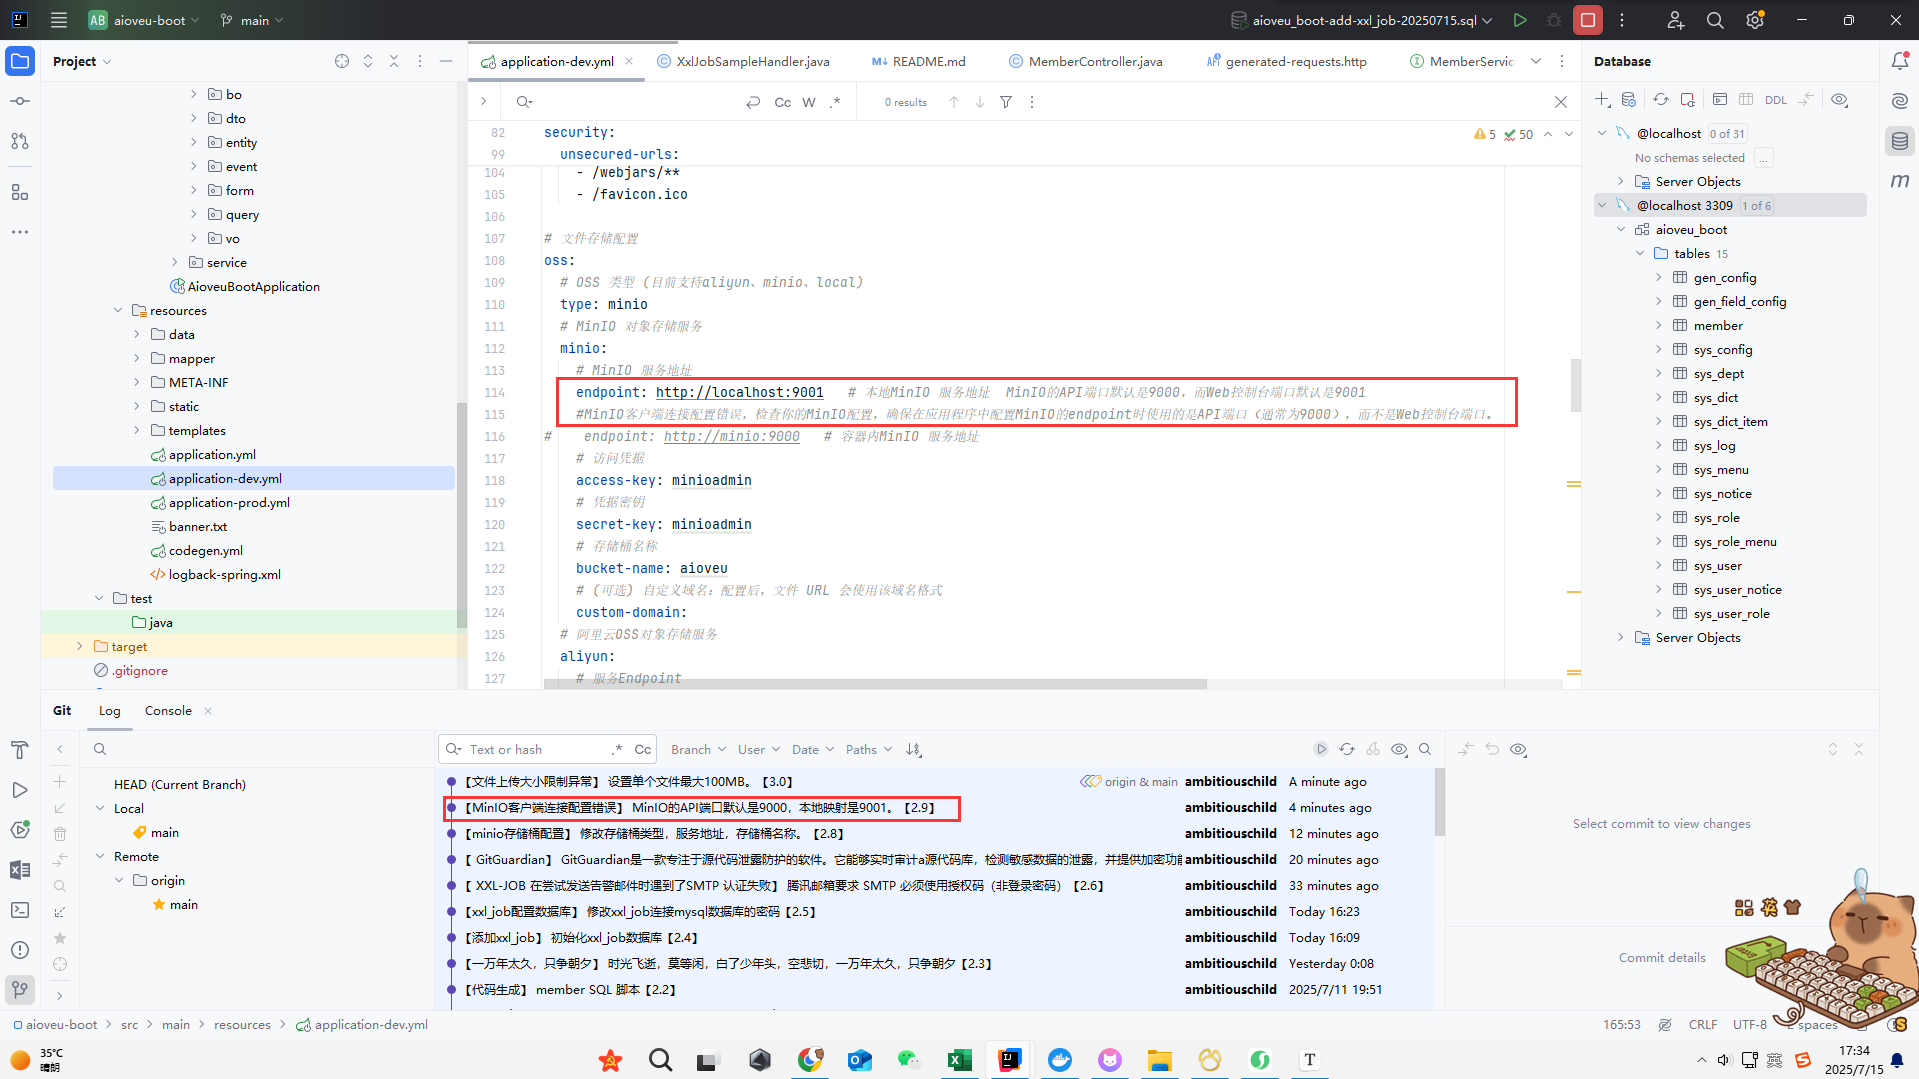 AB aioveu-boot main aioveu_boot-add-xxl_job-20250715.sql
Project
application-dev.yml XxlJobSampleHandler.java README.md MemberController.java generated-requests.http MemberServic
Database
Cc W .* 0 results
DDL
bo
dto
entity
event
form
query
vo
service
AioveuBootApplication
resources
data
mapper
META-INF
static
templates
application.yml
application-dev.yml
application-prod.yml
banner.txt
codegen.yml
logback-spring.xml
test
java
target
.gitignore
5 50
82 security:
99 unsecured-urls:
104 - /webjars/**
105 - /favicon.ico
106
107 # 文件存储配置
108 oss:
109 # OSS 类型 (目前支持aliyun、minio、local)
110 type: minio
111 # MinIO 对象存储服务
112 minio:
113 # MinIO 服务地址
114 endpoint: http://localhost:9001 # 本地MinIO 服务地址 MinIO的API端口默认是9000，而Web控制台端口默认是9001
115 #MinIO客户端连接配置错误，检查你的MinIO配置，确保在应用程序中配置MinIO的endpoint时使用的是API端口（通常为9000），而不是Web控制台端口。
116 # endpoint: http://minio:9000 # 容器内MinIO 服务地址
117 # 访问凭据
118 access-key: minioadmin
119 # 凭据密钥
120 secret-key: minioadmin
121 # 存储桶名称
122 bucket-name: aioveu
123 # (可选) 自定义域名：配置后，文件 URL 会使用该域名格式
124 custom-domain:
125 # 阿里云OSS对象存储服务
126 aliyun:
127 # 服务Endpoint
@localhost 0 of 31
No schemas selected ...
Server Objects
@localhost 3309 1 of 6
aioveu_boot
tables 15
gen_config
gen_field_config
member
sys_config
sys_dept
sys_dict
sys_dict_item
sys_log
sys_menu
sys_notice
sys_role
sys_role_menu
sys_user
sys_user_notice
sys_user_role
Server Objects
Git Log Console
Text or hash .* Cc Branch User Date Paths
HEAD (Current Branch)
Local
main
Remote
origin
main
【文件上传大小限制异常】 设置单个文件最大100MB。【3.0】 origin & main ambitiouschild A minute ago
【MinIO客户端连接配置错误】 MinIO的API端口默认是9000，本地映射是9001。【2.9】 ambitiouschild 4 minutes ago
【minio存储桶配置】 修改存储桶类型，服务地址，存储桶名称。【2.8】 ambitiouschild 12 minutes ago
【 GitGuardian】 GitGuardian是一款专注于源代码泄露防护的软件。它能够实时审计a源代码库，检测敏感数据的泄露，并提供加密功能 ambitiouschild 20 minutes ago
【 XXL-JOB 在尝试发送告警邮件时遇到了SMTP 认证失败】 腾讯邮箱要求 SMTP 必须使用授权码（非登录密码）【2.6】 ambitiouschild 33 minutes ago
【xxl_job配置数据库】 修改xxl_job连接mysql数据库的密码【2.5】 ambitiouschild Today 16:23
【添加xxl_job】 初始化xxl_job数据库【2.4】 ambitiouschild Today 16:09
【一万年太久，只争朝夕】 时光飞逝，莫等闲，白了少年头，空悲切，一万年太久，只争朝夕【2.3】 ambitiouschild Yesterday 0:08
【代码生成】 member SQL 脚本【2.2】 ambitiouschild 2025/7/11 19:51
Select commit to view changes
Commit details
英
aioveu-boot src main resources application-dev.yml
165:53 CRLF UTF-8 2 spaces
35°C
晴朗
英
17:34
2025/7/15